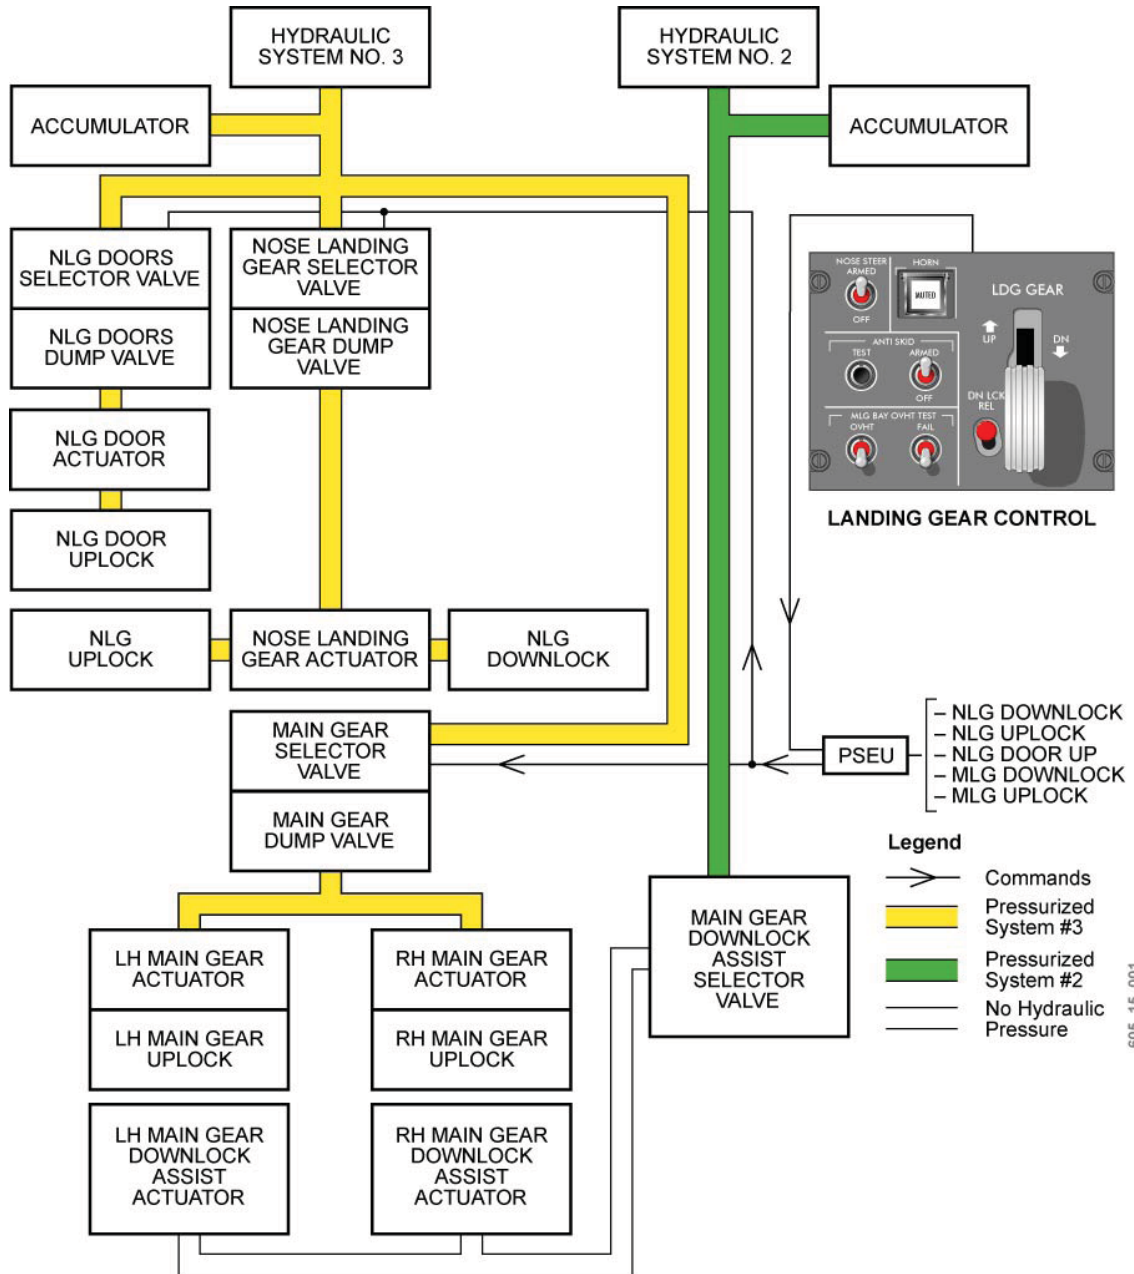 HYDRAULIC
SYSTEM NO. 3
HYDRAULIC
SYSTEM NO. 2
ACCUMULATOR
ACCUMULATOR
NLG DOORS
SELECTOR VALVE
NLG DOORS
DUMP VALVE
NOSE LANDING
GEAR SELECTOR
VALVE
NOSE LANDING
GEAR DUMP
VALVE
NOSE STEER
ARMED
OFF
HORN
MUTED
LDG GEAR
UP
DN
ANTI SKID
TEST
ARMED
OFF
DN LCK
REL
MLG BAY OVHT TEST
OVHT
FAIL
LANDING GEAR CONTROL
NLG DOOR
ACTUATOR
NLG DOOR
UPLOCK
NLG
UPLOCK
NOSE LANDING
GEAR ACTUATOR
NLG
DOWNLOCK
MAIN GEAR
SELECTOR
VALVE
MAIN GEAR
DUMP VALVE
PSEU
– NLG DOWNLOCK
– NLG UPLOCK
– NLG DOOR UP
– MLG DOWNLOCK
– MLG UPLOCK
Legend
Commands
Pressurized
System #3
Pressurized
System #2
No Hydraulic
Pressure
MAIN GEAR
DOWNLOCK
ASSIST
SELECTOR
VALVE
LH MAIN GEAR
ACTUATOR
LH MAIN GEAR
UPLOCK
RH MAIN GEAR
ACTUATOR
RH MAIN GEAR
UPLOCK
LH MAIN GEAR
DOWNLOCK
ASSIST
ACTUATOR
RH MAIN GEAR
DOWNLOCK
ASSIST
ACTUATOR